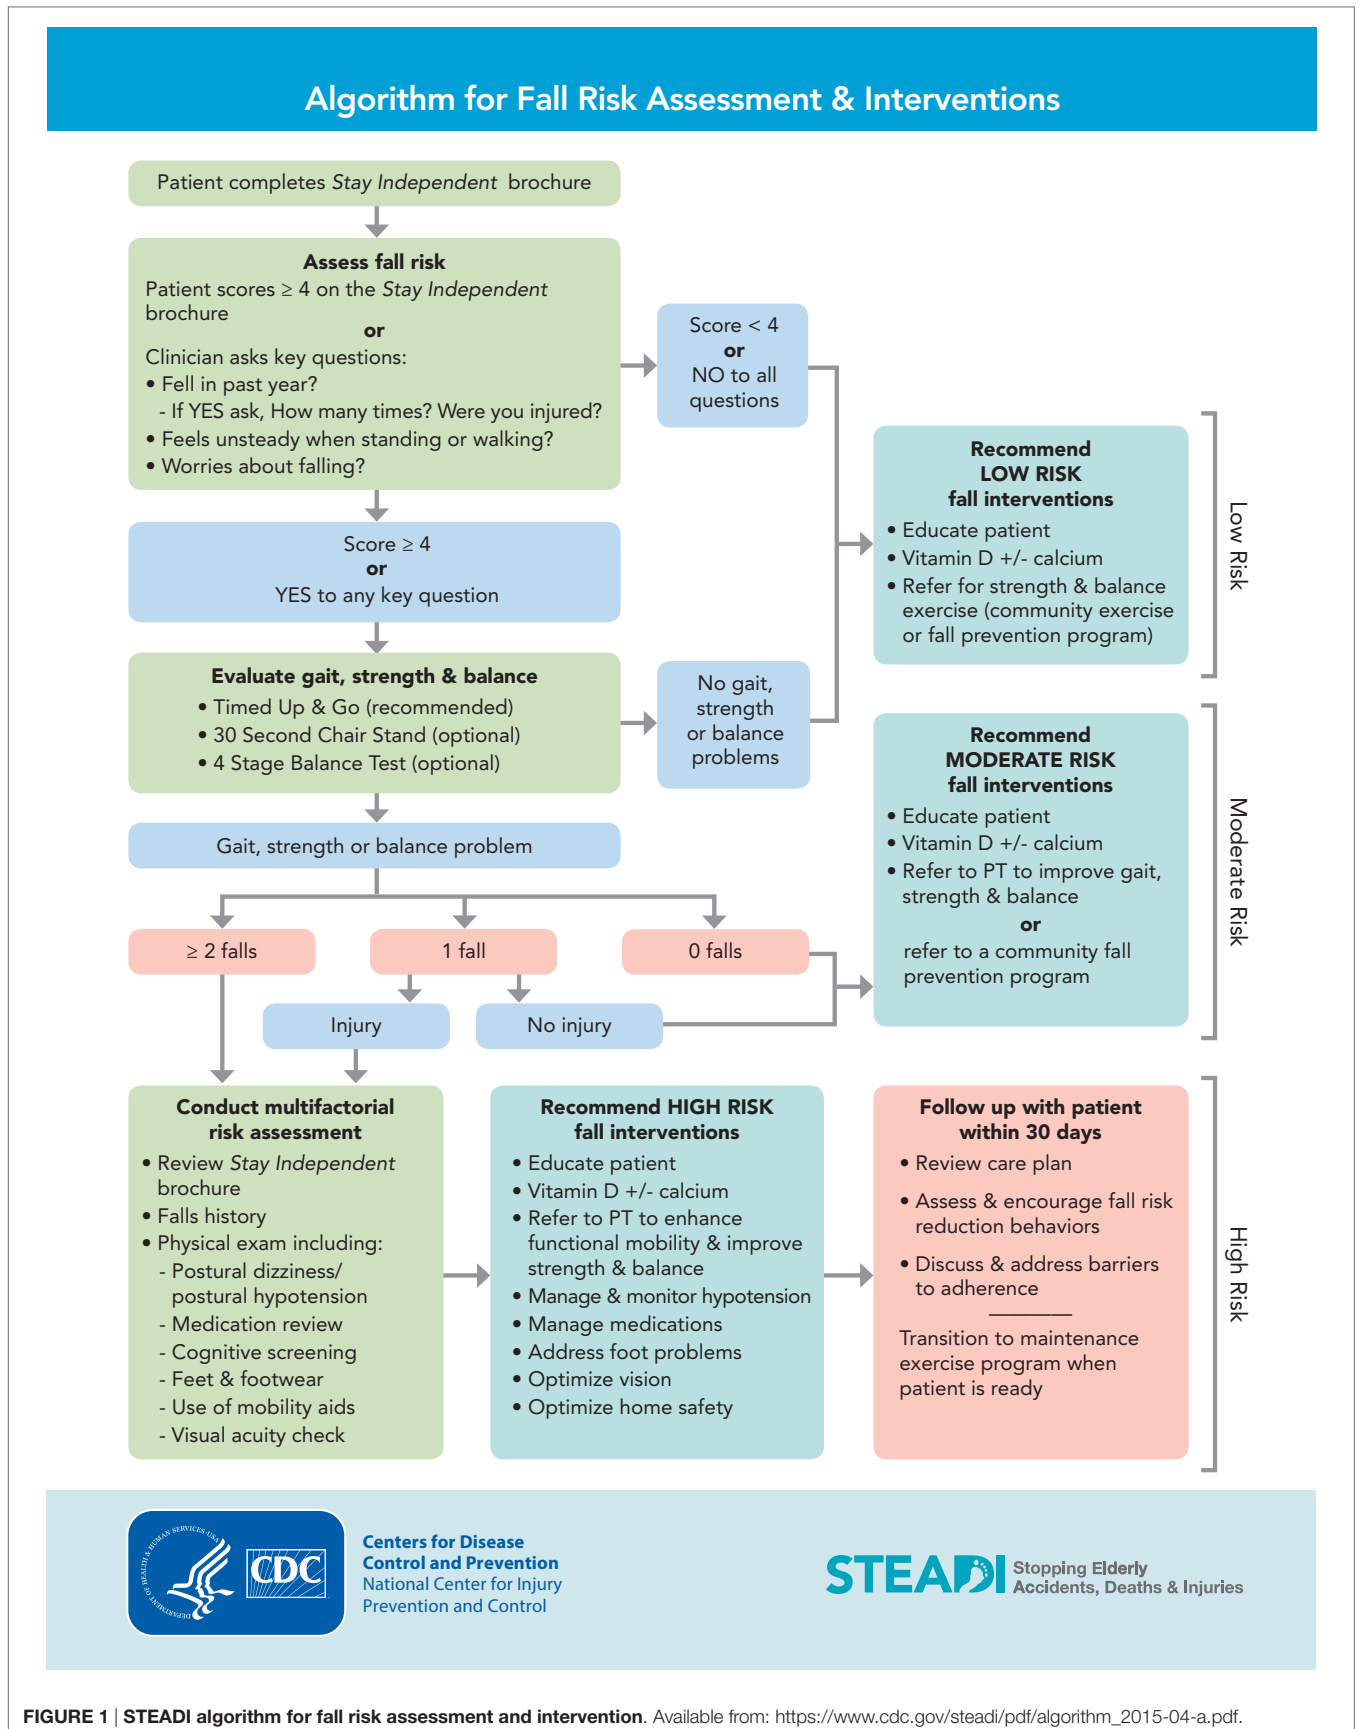 Algorithm for Fall Risk Assessment & Interventions
Patient completes Stay Independent brochure
Assess fall risk
Patient scores ≥ 4 on the Stay Independent
brochure
or
Clinician asks key questions:
• Fell in past year?
- If YES ask, How many times? Were you injured?
• Feels unsteady when standing or walking?
• Worries about falling?
Score < 4
or
NO to all
questions
Score ≥ 4
or
YES to any key question
Evaluate gait, strength & balance
• Timed Up & Go (recommended)
• 30 Second Chair Stand (optional)
• 4 Stage Balance Test (optional)
No gait,
strength
or balance
problems
Recommend
LOW RISK
fall interventions
• Educate patient
• Vitamin D +/- calcium
• Refer for strength & balance
exercise (community exercise
or fall prevention program)
Low Risk
Gait, strength or balance problem
≥ 2 falls
1 fall
0 falls
Injury
No injury
Recommend
MODERATE RISK
fall interventions
• Educate patient
• Vitamin D +/- calcium
• Refer to PT to improve gait,
strength & balance
or
refer to a community fall
prevention program
Moderate Risk
Conduct multifactorial
risk assessment
• Review Stay Independent
brochure
• Falls history
• Physical exam including:
- Postural dizziness/
postural hypotension
- Medication review
- Cognitive screening
- Feet & footwear
- Use of mobility aids
- Visual acuity check
Recommend HIGH RISK
fall interventions
• Educate patient
• Vitamin D +/- calcium
• Refer to PT to enhance
functional mobility & improve
strength & balance
• Manage & monitor hypotension
• Manage medications
• Address foot problems
• Optimize vision
• Optimize home safety
Follow up with patient
within 30 days
• Review care plan
• Assess & encourage fall risk
reduction behaviors
• Discuss & address barriers
to adherence
Transition to maintenance
exercise program when
patient is ready
High Risk
DEPARTMENT OF HEALTH & HUMAN SERVICES·USA
CDC
Centers for Disease
Control and Prevention
National Center for Injury
Prevention and Control
STEADI
Stopping Elderly
Accidents, Deaths & Injuries
FIGURE 1 | STEADI algorithm for fall risk assessment and intervention. Available from: https://www.cdc.gov/steadi/pdf/algorithm_2015-04-a.pdf.